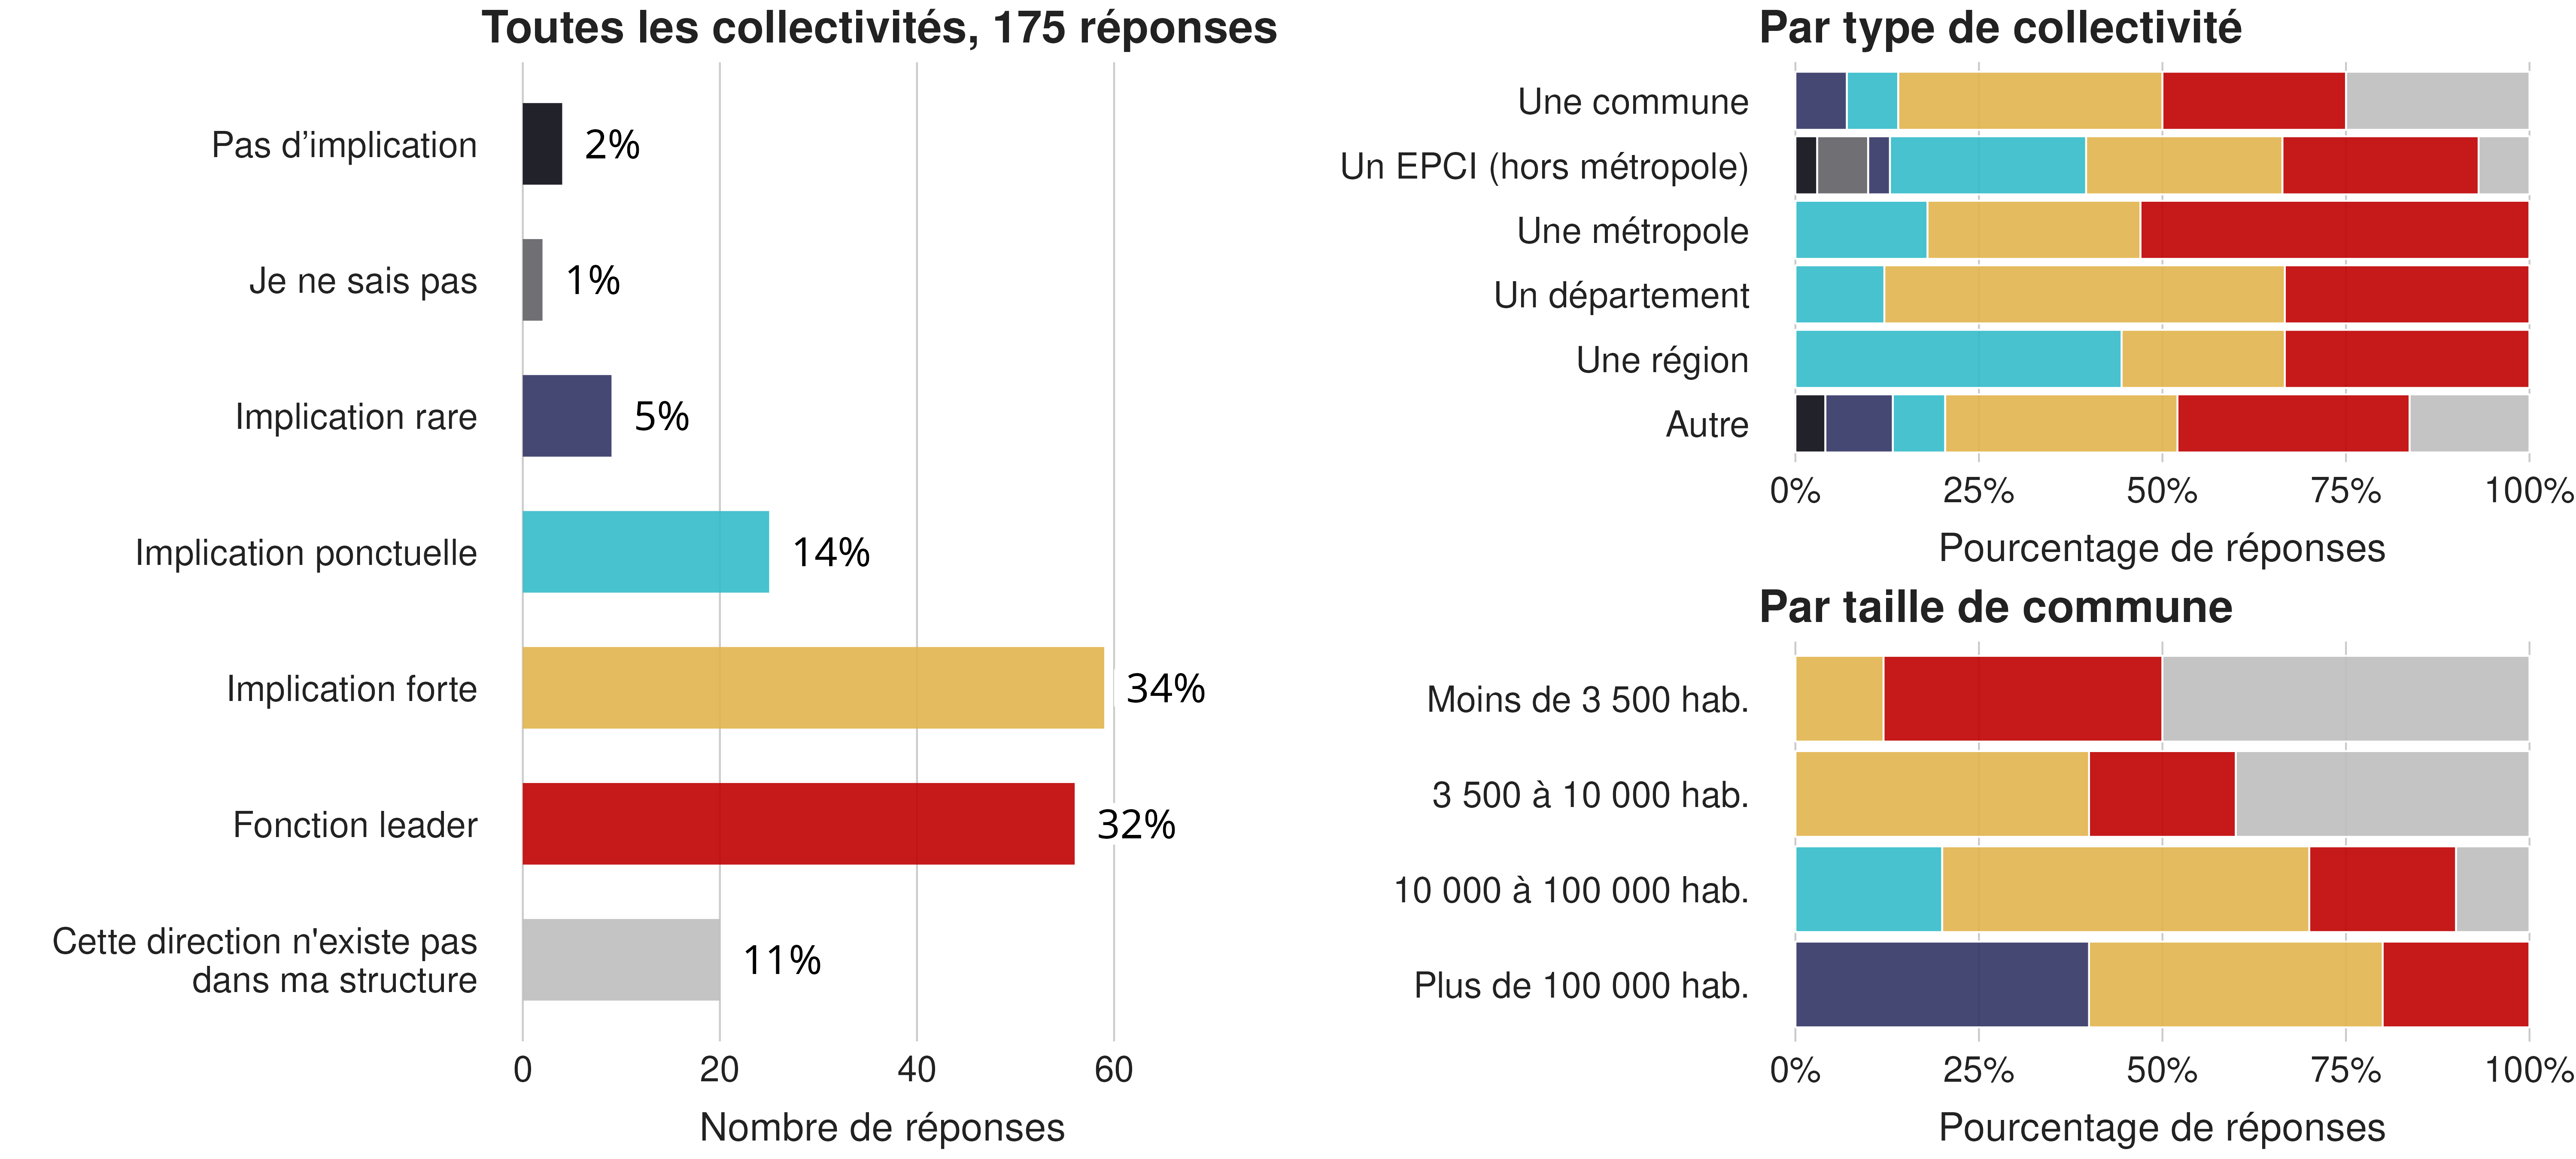 Toutes les collectivités, 175 réponses
Pas d’implication
2%
Je ne sais pas
1%
Implication rare
5%
Implication ponctuelle
14%
Implication forte
34%
Fonction leader
32%
Cette direction n'existe pas
dans ma structure
11%
0 20 40 60
Nombre de réponses
Par type de collectivité
Une commune
Un EPCI (hors métropole)
Une métropole
Un département
Une région
Autre
0% 25% 50% 75% 100%
Pourcentage de réponses
Par taille de commune
Moins de 3 500 hab.
3 500 à 10 000 hab.
10 000 à 100 000 hab.
Plus de 100 000 hab.
0% 25% 50% 75% 100%
Pourcentage de réponses